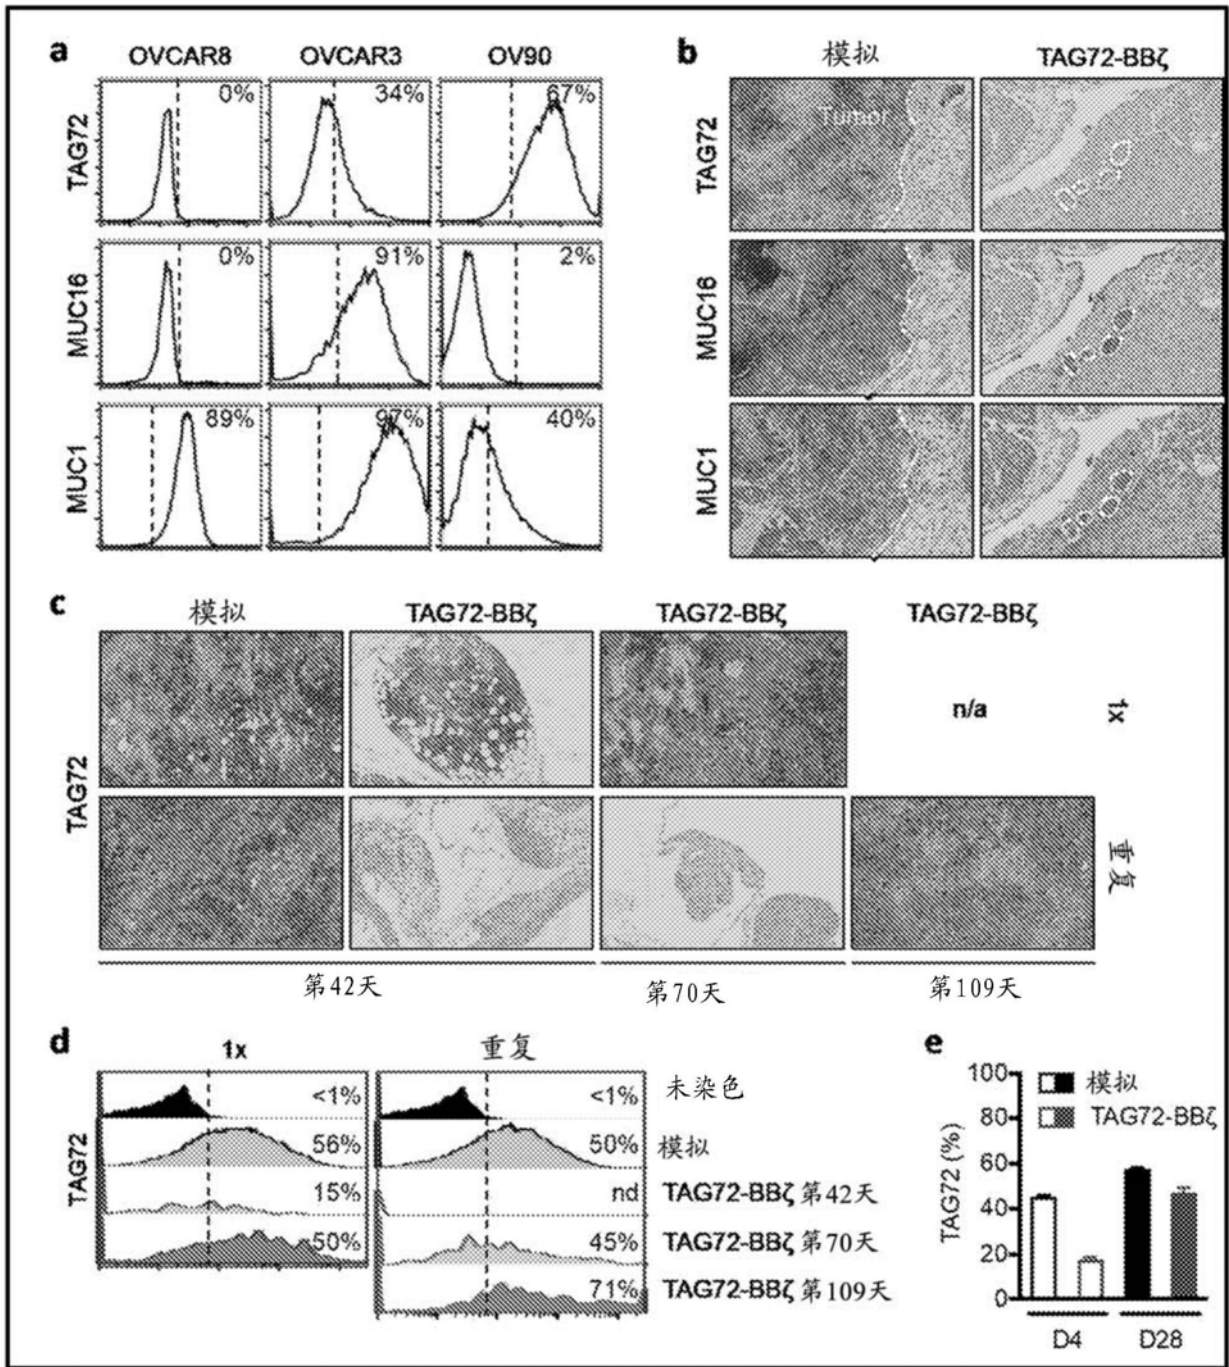 a
OVCAR8 OVCAR3 OV90
TAG72
0% 34% 67%
MUC16
0% 91% 2%
MUC1
89% 97% 40%
b
模拟 TAG72-BBζ
TAG72
Tumor
MUC16
MUC1
c
模拟 TAG72-BBζ TAG72-BBζ TAG72-BBζ
TAG72
n/a
1x
重复
第42天 第70天 第109天
d
1x 重复
TAG72
<1% <1% 未染色
56% 50% 模拟
15% nd TAG72-BBζ 第42天
50% 45% TAG72-BBζ 第70天
71% TAG72-BBζ 第109天
e
TAG72 (%)
100
80
60
40
20
0
模拟
TAG72-BBζ
D4 D28